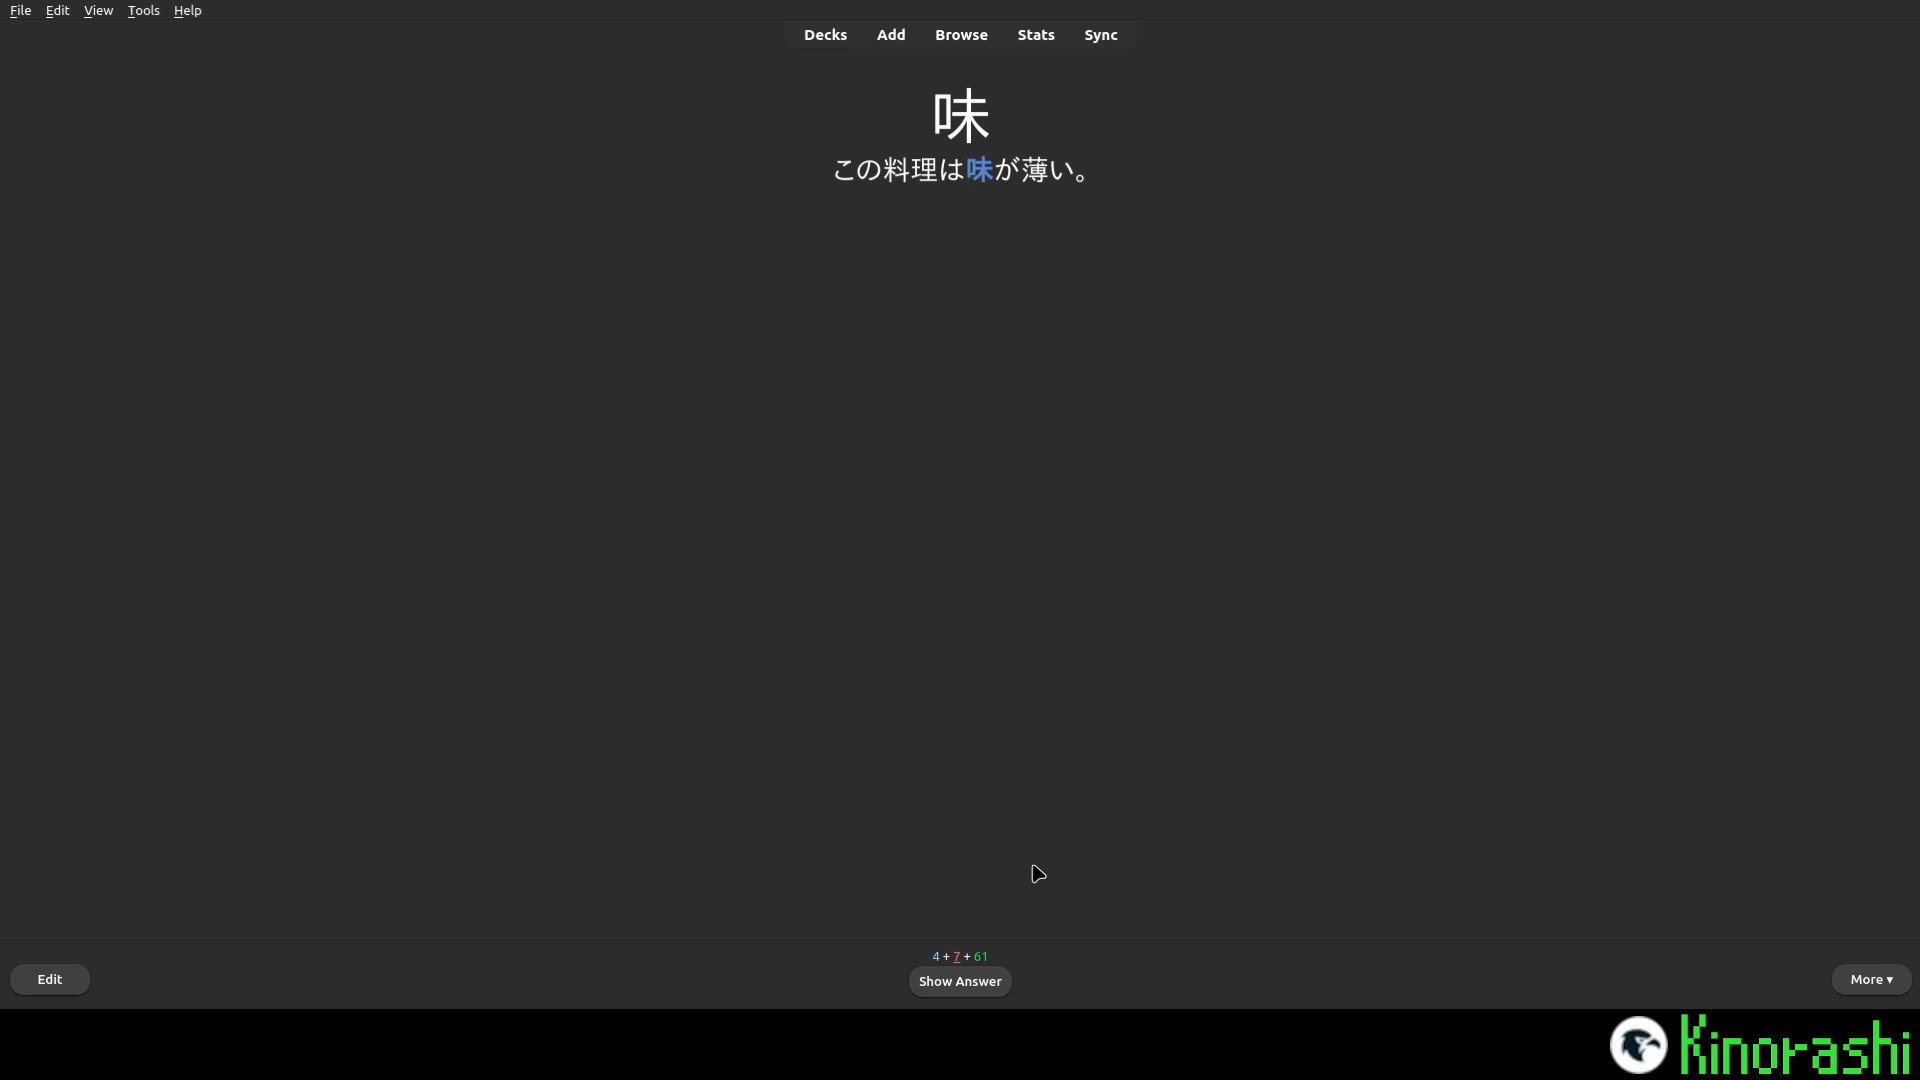 File Edit View Tools Help
Decks Add Browse Stats Sync
味
この料理は味が薄い。
4 + 7 + 61
Edit Show Answer More ▾
Kinorashi